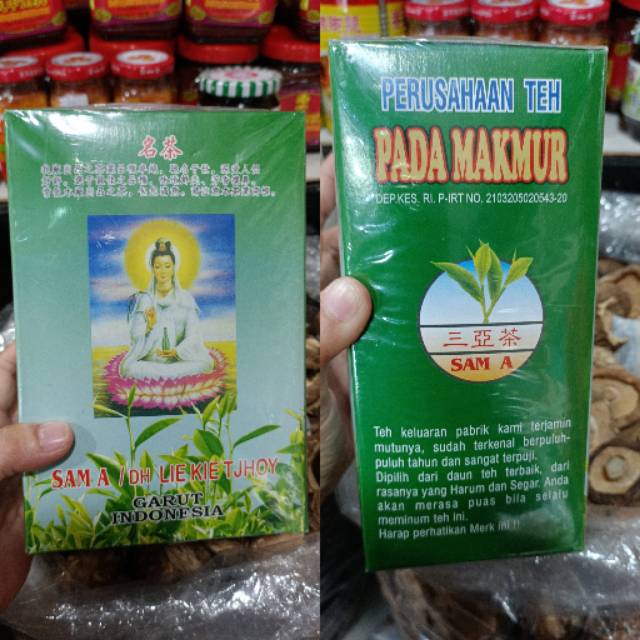 名茶
SAM A / DH LIE KIE TJHOY
GARUT
INDONESIA
PERUSAHAAN TEH
PADA MAKMUR
DEP.KES. RI. P-IRT NO. 2103205020543-20
三亞茶
SAM A
Teh keluaran pabrik kami terjamin
mutunya, sudah terkenal berpuluh-
puluh tahun dan sangat terpuji.
Dipilih dari daun teh terbaik, dari
rasanya yang Harum dan Segar. Anda
akan merasa puas bila selalu
meminum teh ini.
Harap perhatikan Merk ini !!